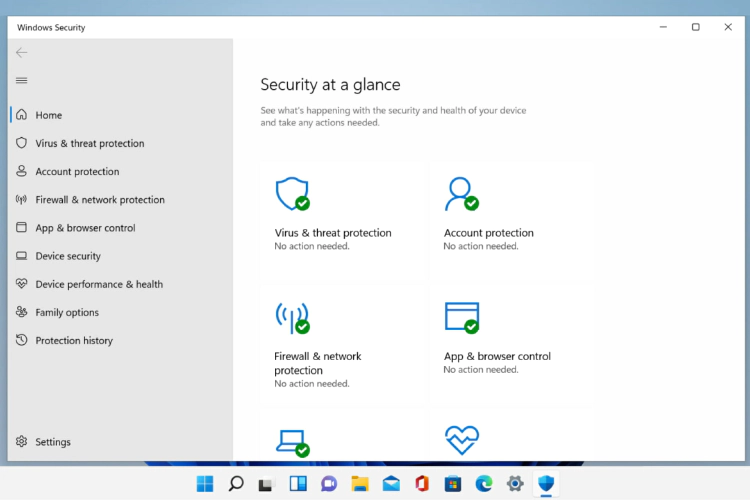 Windows Security
Home
Virus & threat protection
Account protection
Firewall & network protection
App & browser control
Device security
Device performance & health
Family options
Protection history
Settings
Security at a glance
See what's happening with the security and health of your device
and take any actions needed.
Virus & threat protection
No action needed.
Account protection
No action needed.
Firewall & network
protection
No action needed.
App & browser control
No action needed.